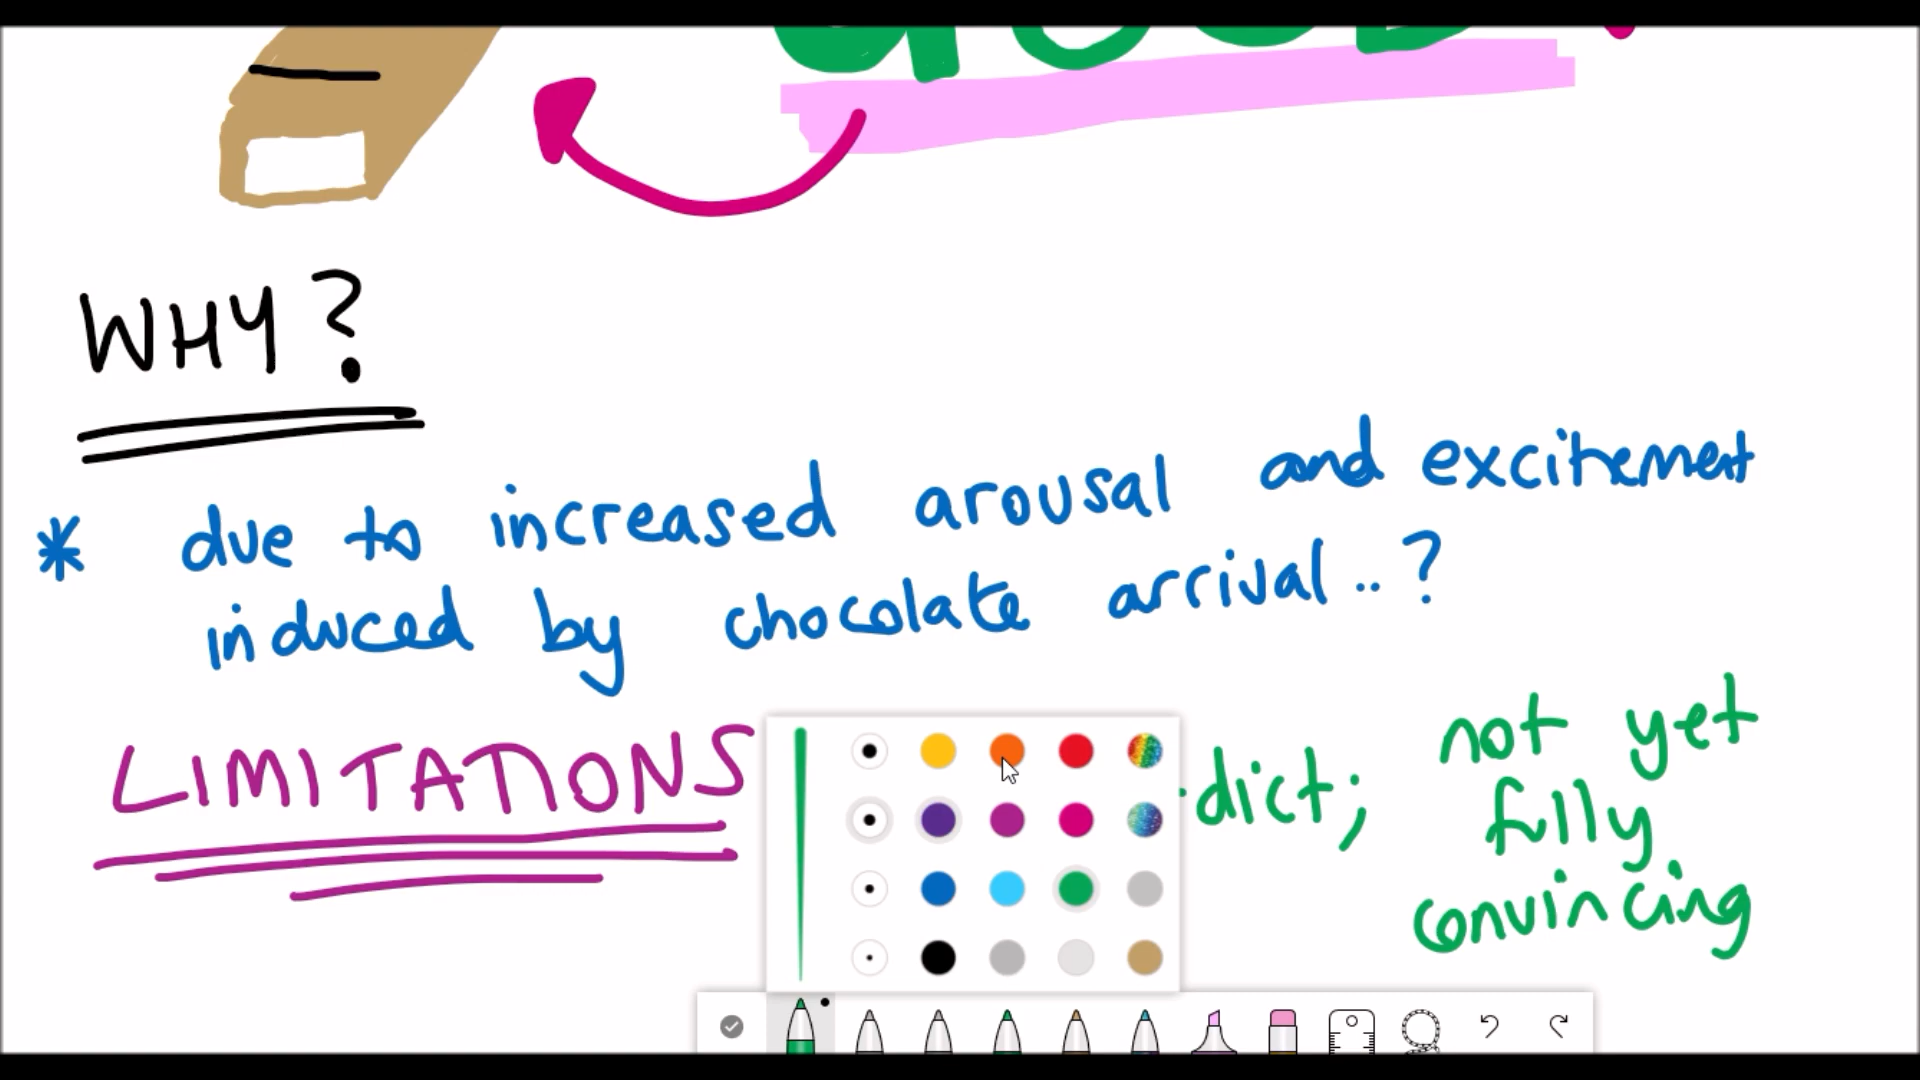 WHY?
* due to increased arousal and excitement
induced by chocolate arrival..?
LIMITATIONS
dict; not yet
fully
convincing